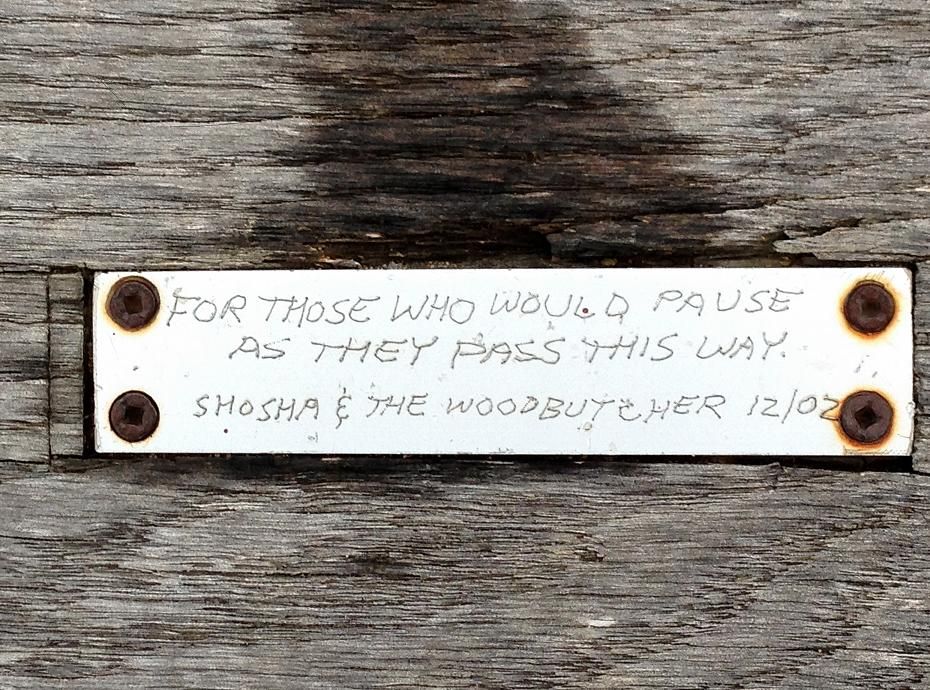 FOR THOSE WHO WOULD PAUSE
AS THEY PASS THIS WAY.
SHOSHA & THE WOODBUTCHER 12/02